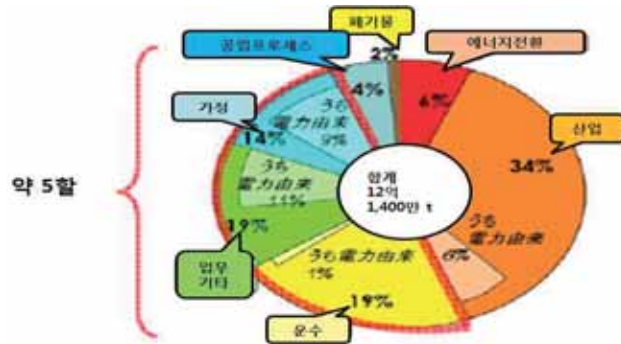 폐기물
공업프로세스
에너지전환
2%
4%
6%
가정
うち
電力由来
9%
14%
산업
34%
うち
電力由来
11%
합계
12억
1,400만 t
약 5할
19%
うち
電力由来
6%
업무
기타
うち電力由来
1%
19%
운수